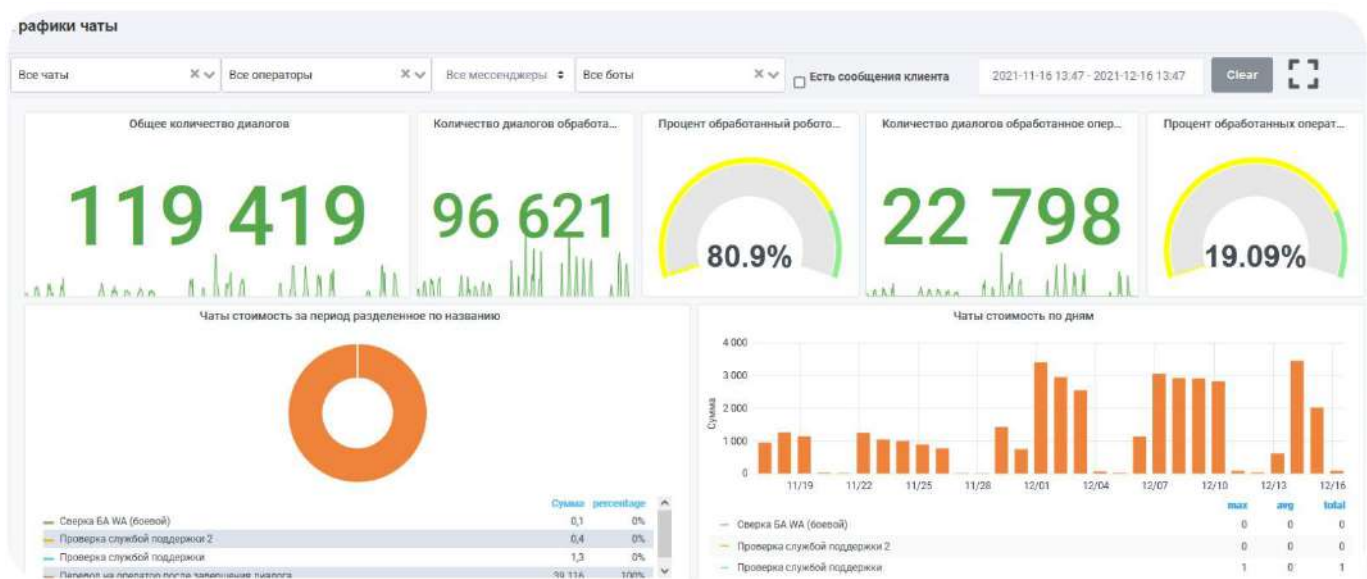 рафики чаты
Все чаты
Все операторы
Все мессенджеры
Все боты
Есть сообщения клиента
2021-11-16 13:47 - 2021-12-16 13:47
Clear
Общее количество диалогов
Количество диалогов обработа...
Процент обработанный робото...
Количество диалогов обработанное опер...
Процент обработанных операт...
119 419
96 621
80.9%
22 798
19.09%
Чаты стоимость за период разделенное по названию
Сумма percentage
Сверка БА WA (боевой) 0,1 0%
Проверка службой поддержки 2 0,4 0%
Проверка службой поддержки 1,3 0%
Перевод на оператор после завершения диалога 39 116 100%
Чаты стоимость по дням
Сумма
4 000
3 000
2 000
1 000
0
11/19 11/22 11/25 11/28 12/01 12/04 12/07 12/10 12/13 12/16
max avg total
Сверка БА WA (боевой) 0 0 0
Проверка службой поддержки 2 0 0 0
Проверка службой поддержки 1 0 1